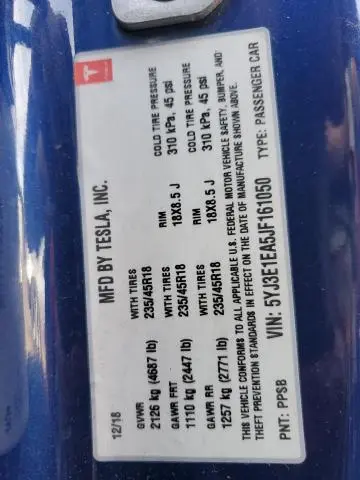 MFD BY TESLA, INC.
12/18
GVWR WITH TIRES RIM COLD TIRE PRESSURE
2126 kg (4687 lb) 235/45R18
GAWR FRT WITH TIRES RIM COLD TIRE PRESSURE
1110 kg (2447 lb) 235/45R18 18X8.5 J 310 kPa, 45 psi
GAWR RR WITH TIRES RIM COLD TIRE PRESSURE
1257 kg (2771 lb) 235/45R18 18X8.5 J 310 kPa, 45 psi
THIS VEHICLE CONFORMS TO ALL APPLICABLE U.S. FEDERAL MOTOR VEHICLE SAFETY, BUMPER, AND
THEFT PREVENTION STANDARDS IN EFFECT ON THE DATE OF MANUFACTURE SHOWN ABOVE.
VIN: 5YJ3E1EA5JF161050 TYPE: PASSENGER CAR
PNT: PPSB